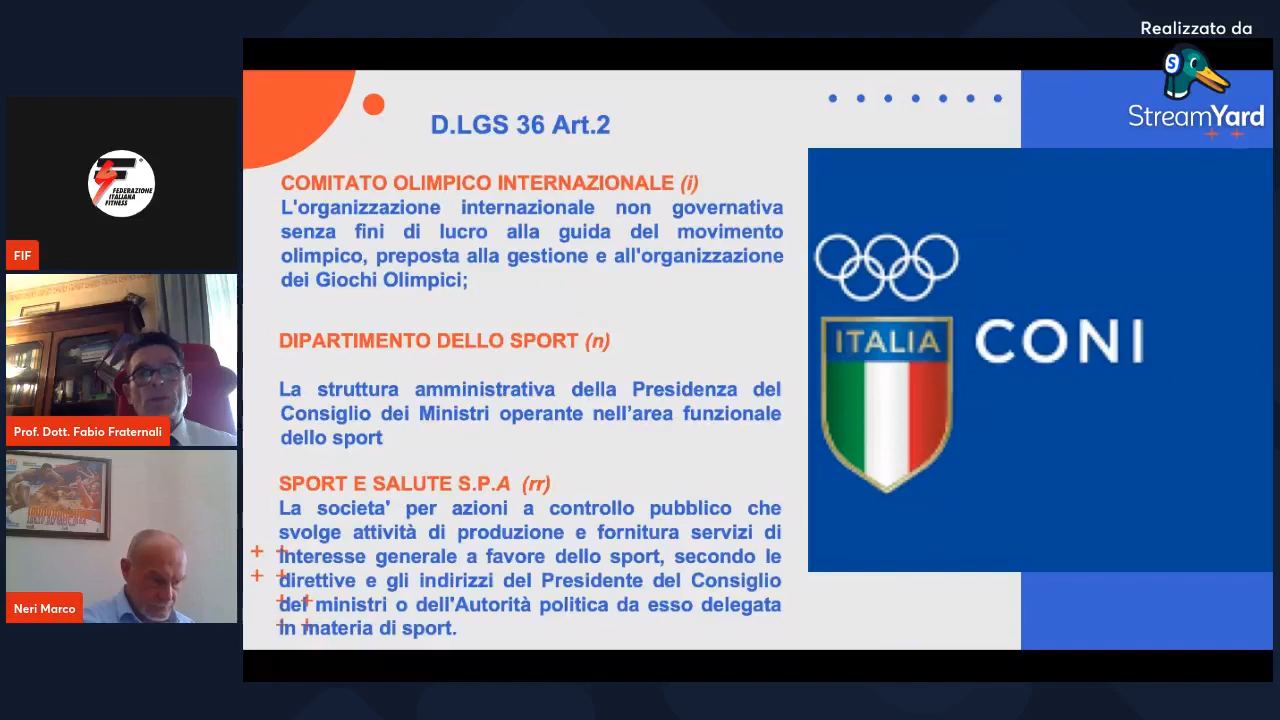 Realizzato da
StreamYard
FEDERAZIONE
ITALIANA
FITNESS
FIF
Prof. Dott. Fabio Fraternali
Neri Marco
D.LGS 36 Art.2
COMITATO OLIMPICO INTERNAZIONALE (i)
L'organizzazione internazionale non governativa
senza fini di lucro alla guida del movimento
olimpico, preposta alla gestione e all'organizzazione
dei Giochi Olimpici;
DIPARTIMENTO DELLO SPORT (n)
La struttura amministrativa della Presidenza del
Consiglio dei Ministri operante nell'area funzionale
dello sport
SPORT E SALUTE S.P.A (rr)
La societa' per azioni a controllo pubblico che
svolge attività di produzione e fornitura servizi di
interesse generale a favore dello sport, secondo le
direttive e gli indirizzi del Presidente del Consiglio
dei ministri o dell'Autorità politica da esso delegata
in materia di sport.
ITALIA
CONI